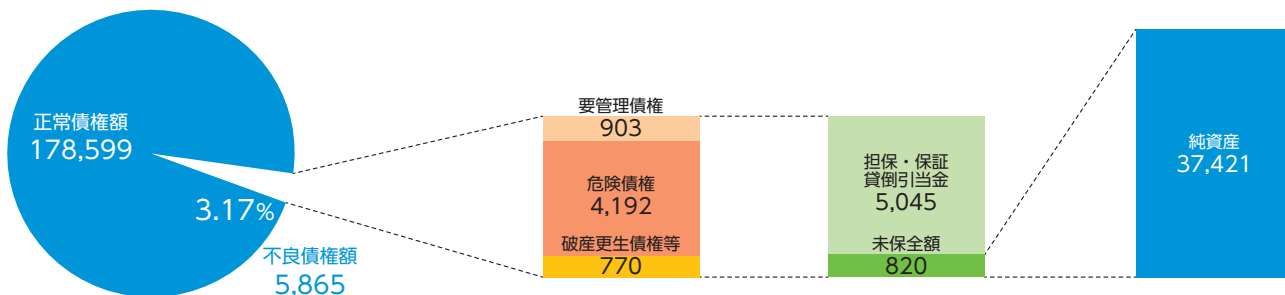 正常債権額
178,599
3.17%
不良債権額
5,865
要管理債権
903
危険債権
4,192
破産更生債権等
770
担保・保証
貸倒引当金
5,045
未保全額
820
純資産
37,421